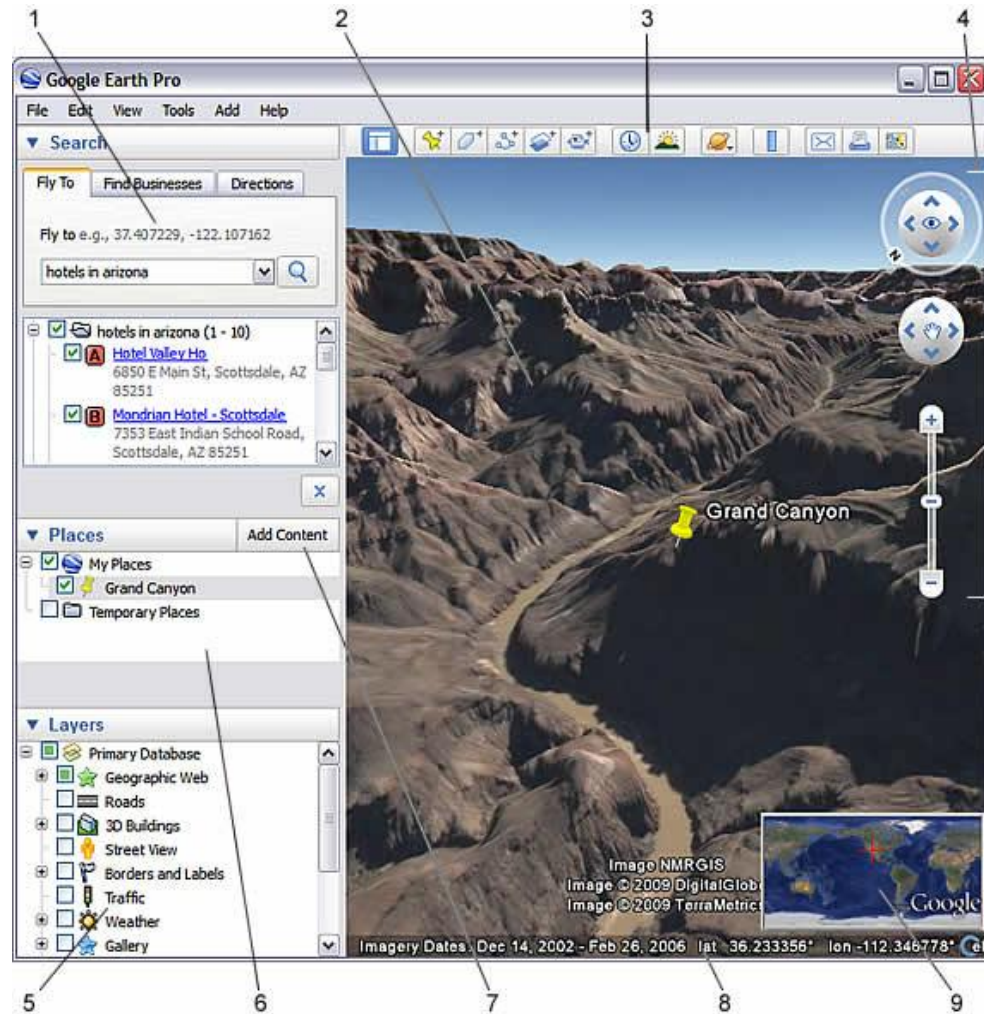 1 2 3 4
Google Earth Pro
File Edit View Tools Add Help
Search
Fly To Find Businesses Directions
Fly to e.g., 37.407229, -122.107162
hotels in arizona
hotels in arizona (1 - 10)
A Hotel Valley Ho
6850 E Main St, Scottsdale, AZ
85251
B Mondrian Hotel - Scottsdale
7353 East Indian School Road,
Scottsdale, AZ 85251
Places Add Content
My Places
Grand Canyon
Temporary Places
Layers
Primary Database
Geographic Web
Roads
3D Buildings
Street View
Borders and Labels
Traffic
Weather
Gallery
N
Grand Canyon
Image NMRGIS
Image © 2009 DigitalGlob
Image © 2009 TerraMetrics
Google
Imagery Dates: Dec 14, 2002 - Feb 26, 2006 lat 36.233356° lon -112.346778°
5 6 7 8 9